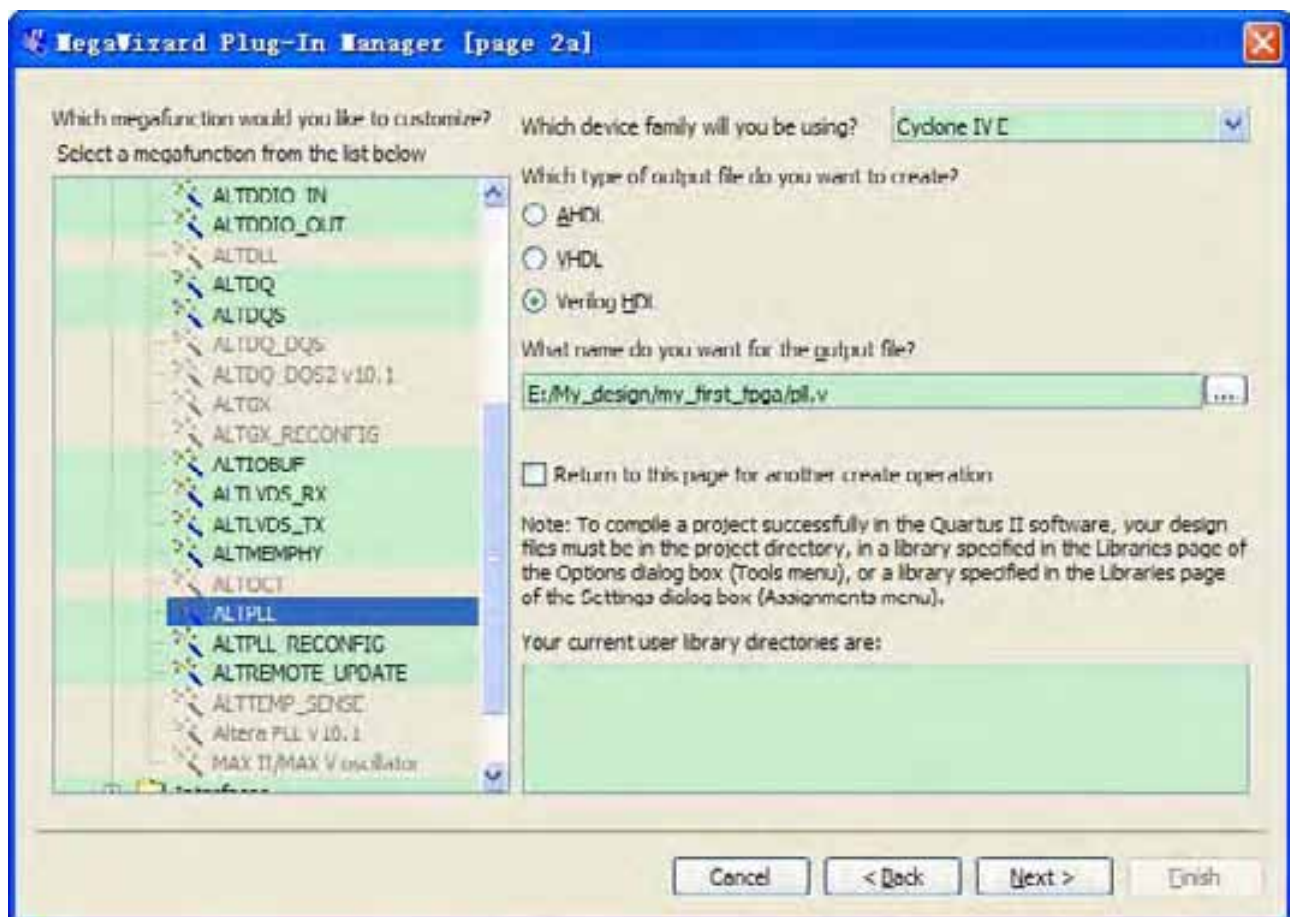 MegaWizard Plug-In Manager [page 2a]
Which megafunction would you like to customize?
Select a megafunction from the list below
ALTDDIO_IN
ALTDDIO_OUT
ALTDLL
ALTDQ
ALTDQS
ALTDQ_DQS
ALTDQ_DQS2 v10.1
ALTGX
ALTGX_RECONFIG
ALTIOBUF
ALTLVDS_RX
ALTLVDS_TX
ALTMEMPHY
ALTOCT
ALTPLL
ALTPLL_RECONFIG
ALTREMOTE_UPDATE
ALTTEMP_SENSE
Altera PLL v10.1
MAX II/MAX V oscillator
Interfaces
Which device family will you be using?
Cyclone IV E
Which type of output file do you want to create?
AHDL
VHDL
Verilog HDL
What name do you want for the output file?
E:/My_design/my_first_fpga/pll.v
...
Return to this page for another create operation
Note: To compile a project successfully in the Quartus II software, your design
files must be in the project directory, in a library specified in the Libraries page of
the Options dialog box (Tools menu), or a library specified in the Libraries page
of the Settings dialog box (Assignments menu).
Your current user library directories are:
Cancel
< Back
Next >
Finish